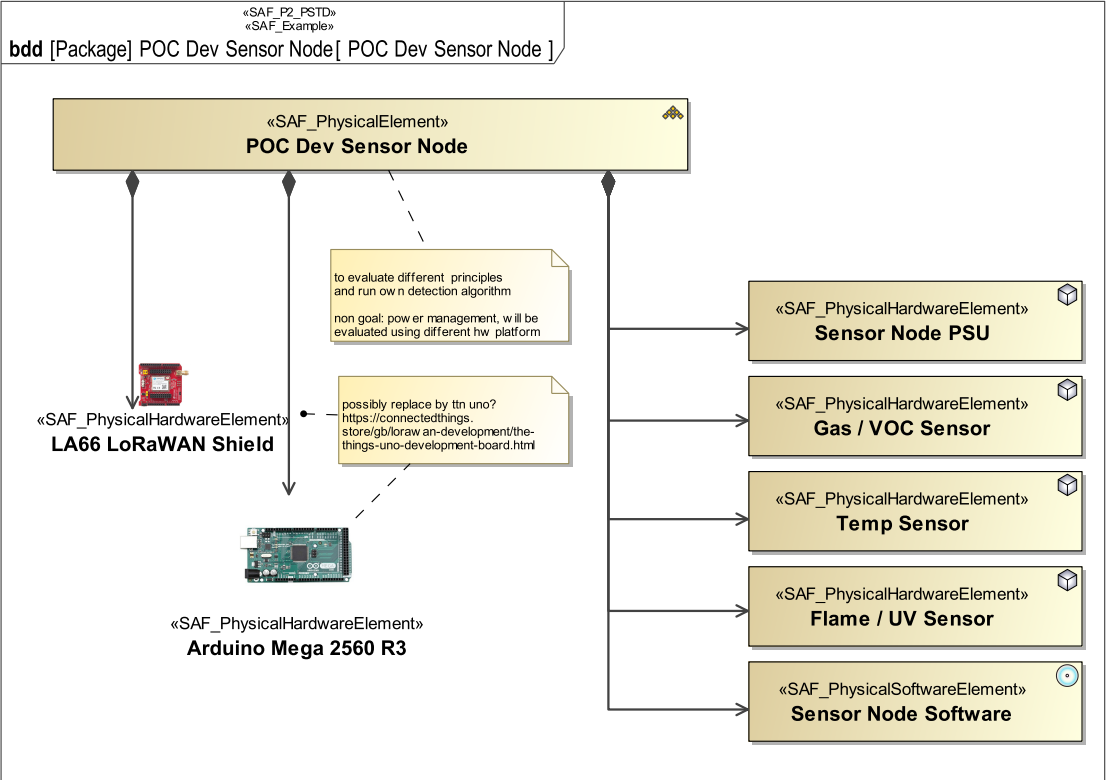 «SAF_P2_PSTD»
«SAF_Example»
bdd [Package] POC Dev Sensor Node[ POC Dev Sensor Node ]
«SAF_PhysicalElement»
POC Dev Sensor Node
to evaluate different principles
and run own detection algorithm
non goal: power management, will be
evaluated using different hw platform
«SAF_PhysicalHardwareElement»
Sensor Node PSU
possibly replace by ttn uno?
https://connectedthings.
store/gb/lorawan-development/the-
things-uno-development-board.html
«SAF_PhysicalHardwareElement»
LA66 LoRaWAN Shield
«SAF_PhysicalHardwareElement»
Gas / VOC Sensor
«SAF_PhysicalHardwareElement»
Temp Sensor
«SAF_PhysicalHardwareElement»
Flame / UV Sensor
«SAF_PhysicalHardwareElement»
Arduino Mega 2560 R3
«SAF_PhysicalSoftwareElement»
Sensor Node Software